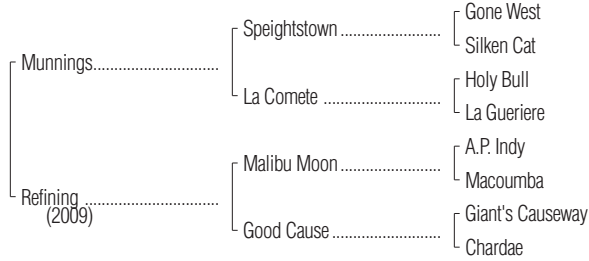 Gone West
Speightstown
Silken Cat
Munnings
Holy Bull
La Comete
La Gueriere
A.P. Indy
Malibu Moon
Macoumba
Refining
(2009)
Giant's Causeway
Good Cause
Chardae